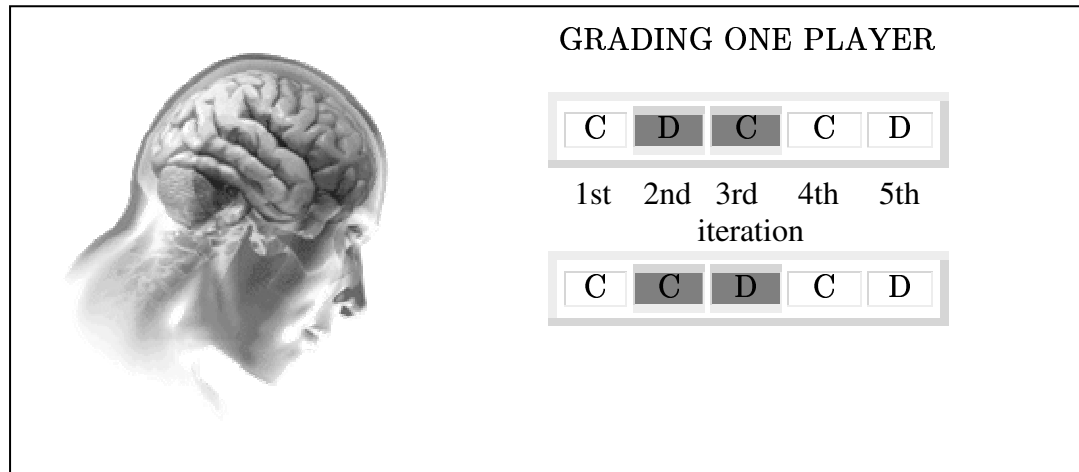 GRADING ONE PLAYER
C D C C D
1st 2nd 3rd 4th 5th
iteration
C C D C D